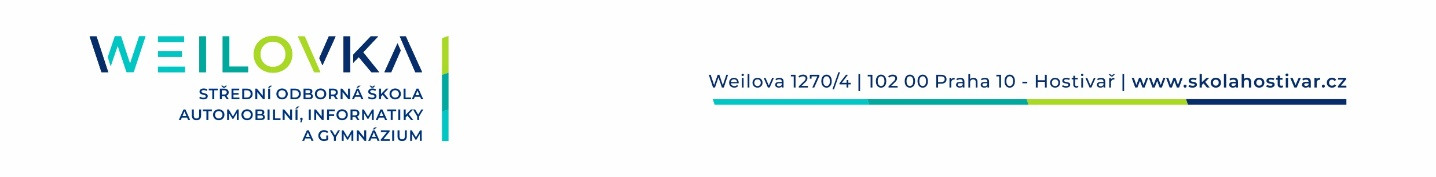 WEILOVKA
STŘEDNÍ ODBORNÁ ŠKOLA
AUTOMOBILNÍ, INFORMATIKY
A GYMNÁZIUM
Weilova 1270/4 | 102 00 Praha 10 - Hostivař | www.skolahostivar.cz